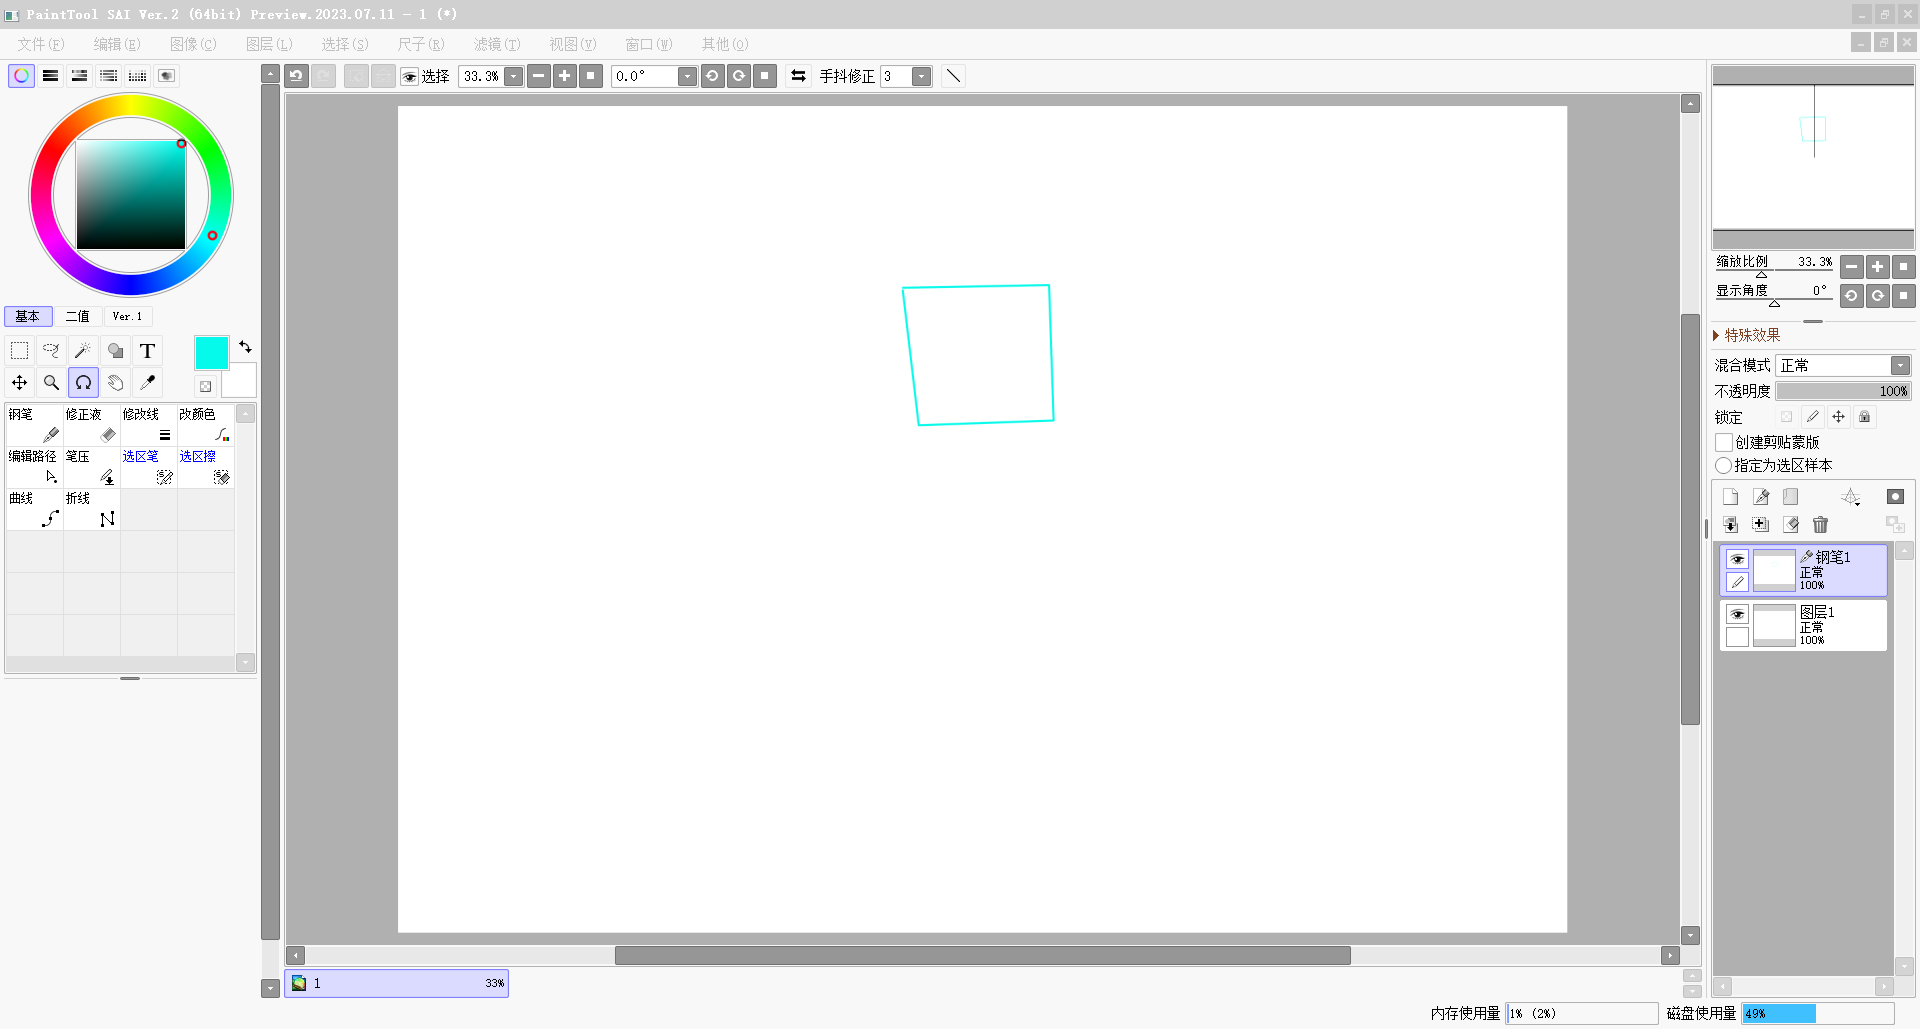 PaintTool SAI Ver.2 (64bit) Preview.2023.07.11 - 1 (*)
文件(F) 编辑(E) 图像(C) 图层(L) 选择(S) 尺子(R) 滤镜(T) 视图(V) 窗口(W) 其他(O)
选择 33.3% 0.0° 手抖修正 3
基本 二值 Ver.1
T
钢笔 修正液 修改线 改颜色
编辑路径 笔压 选区笔 选区擦
曲线 折线
缩放比例 33.3%
显示角度 0°
特殊效果
混合模式 正常
不透明度 100%
锁定
创建剪贴蒙版
指定为选区样本
钢笔1
正常
100%
图层1
正常
100%
1 33%
内存使用量 1% (2%) 磁盘使用量 49%